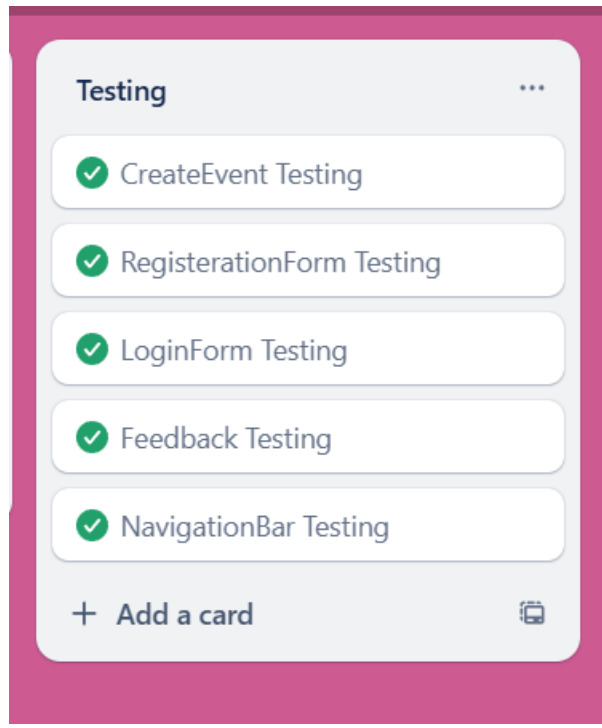 Testing
CreateEvent Testing
RegisterationForm Testing
LoginForm Testing
Feedback Testing
NavigationBar Testing
+ Add a card